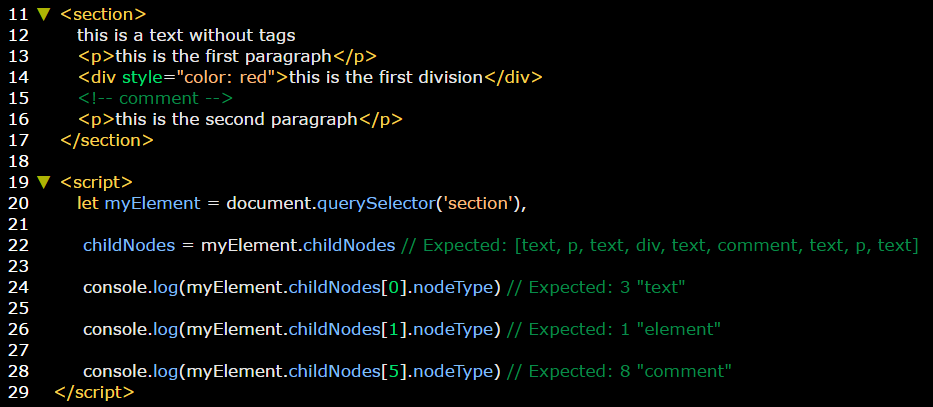 11 ▼ <section>
12 this is a text without tags
13 <p>this is the first paragraph</p>
14 <div style="color: red">this is the first division</div>
15 <!-- comment -->
16 <p>this is the second paragraph</p>
17 </section>
18
19 ▼ <script>
20 let myElement = document.querySelector('section'),
21
22 childNodes = myElement.childNodes // Expected: [text, p, text, div, text, comment, text, p, text]
23
24 console.log(myElement.childNodes[0].nodeType) // Expected: 3 "text"
25
26 console.log(myElement.childNodes[1].nodeType) // Expected: 1 "element"
27
28 console.log(myElement.childNodes[5].nodeType) // Expected: 8 "comment"
29 </script>